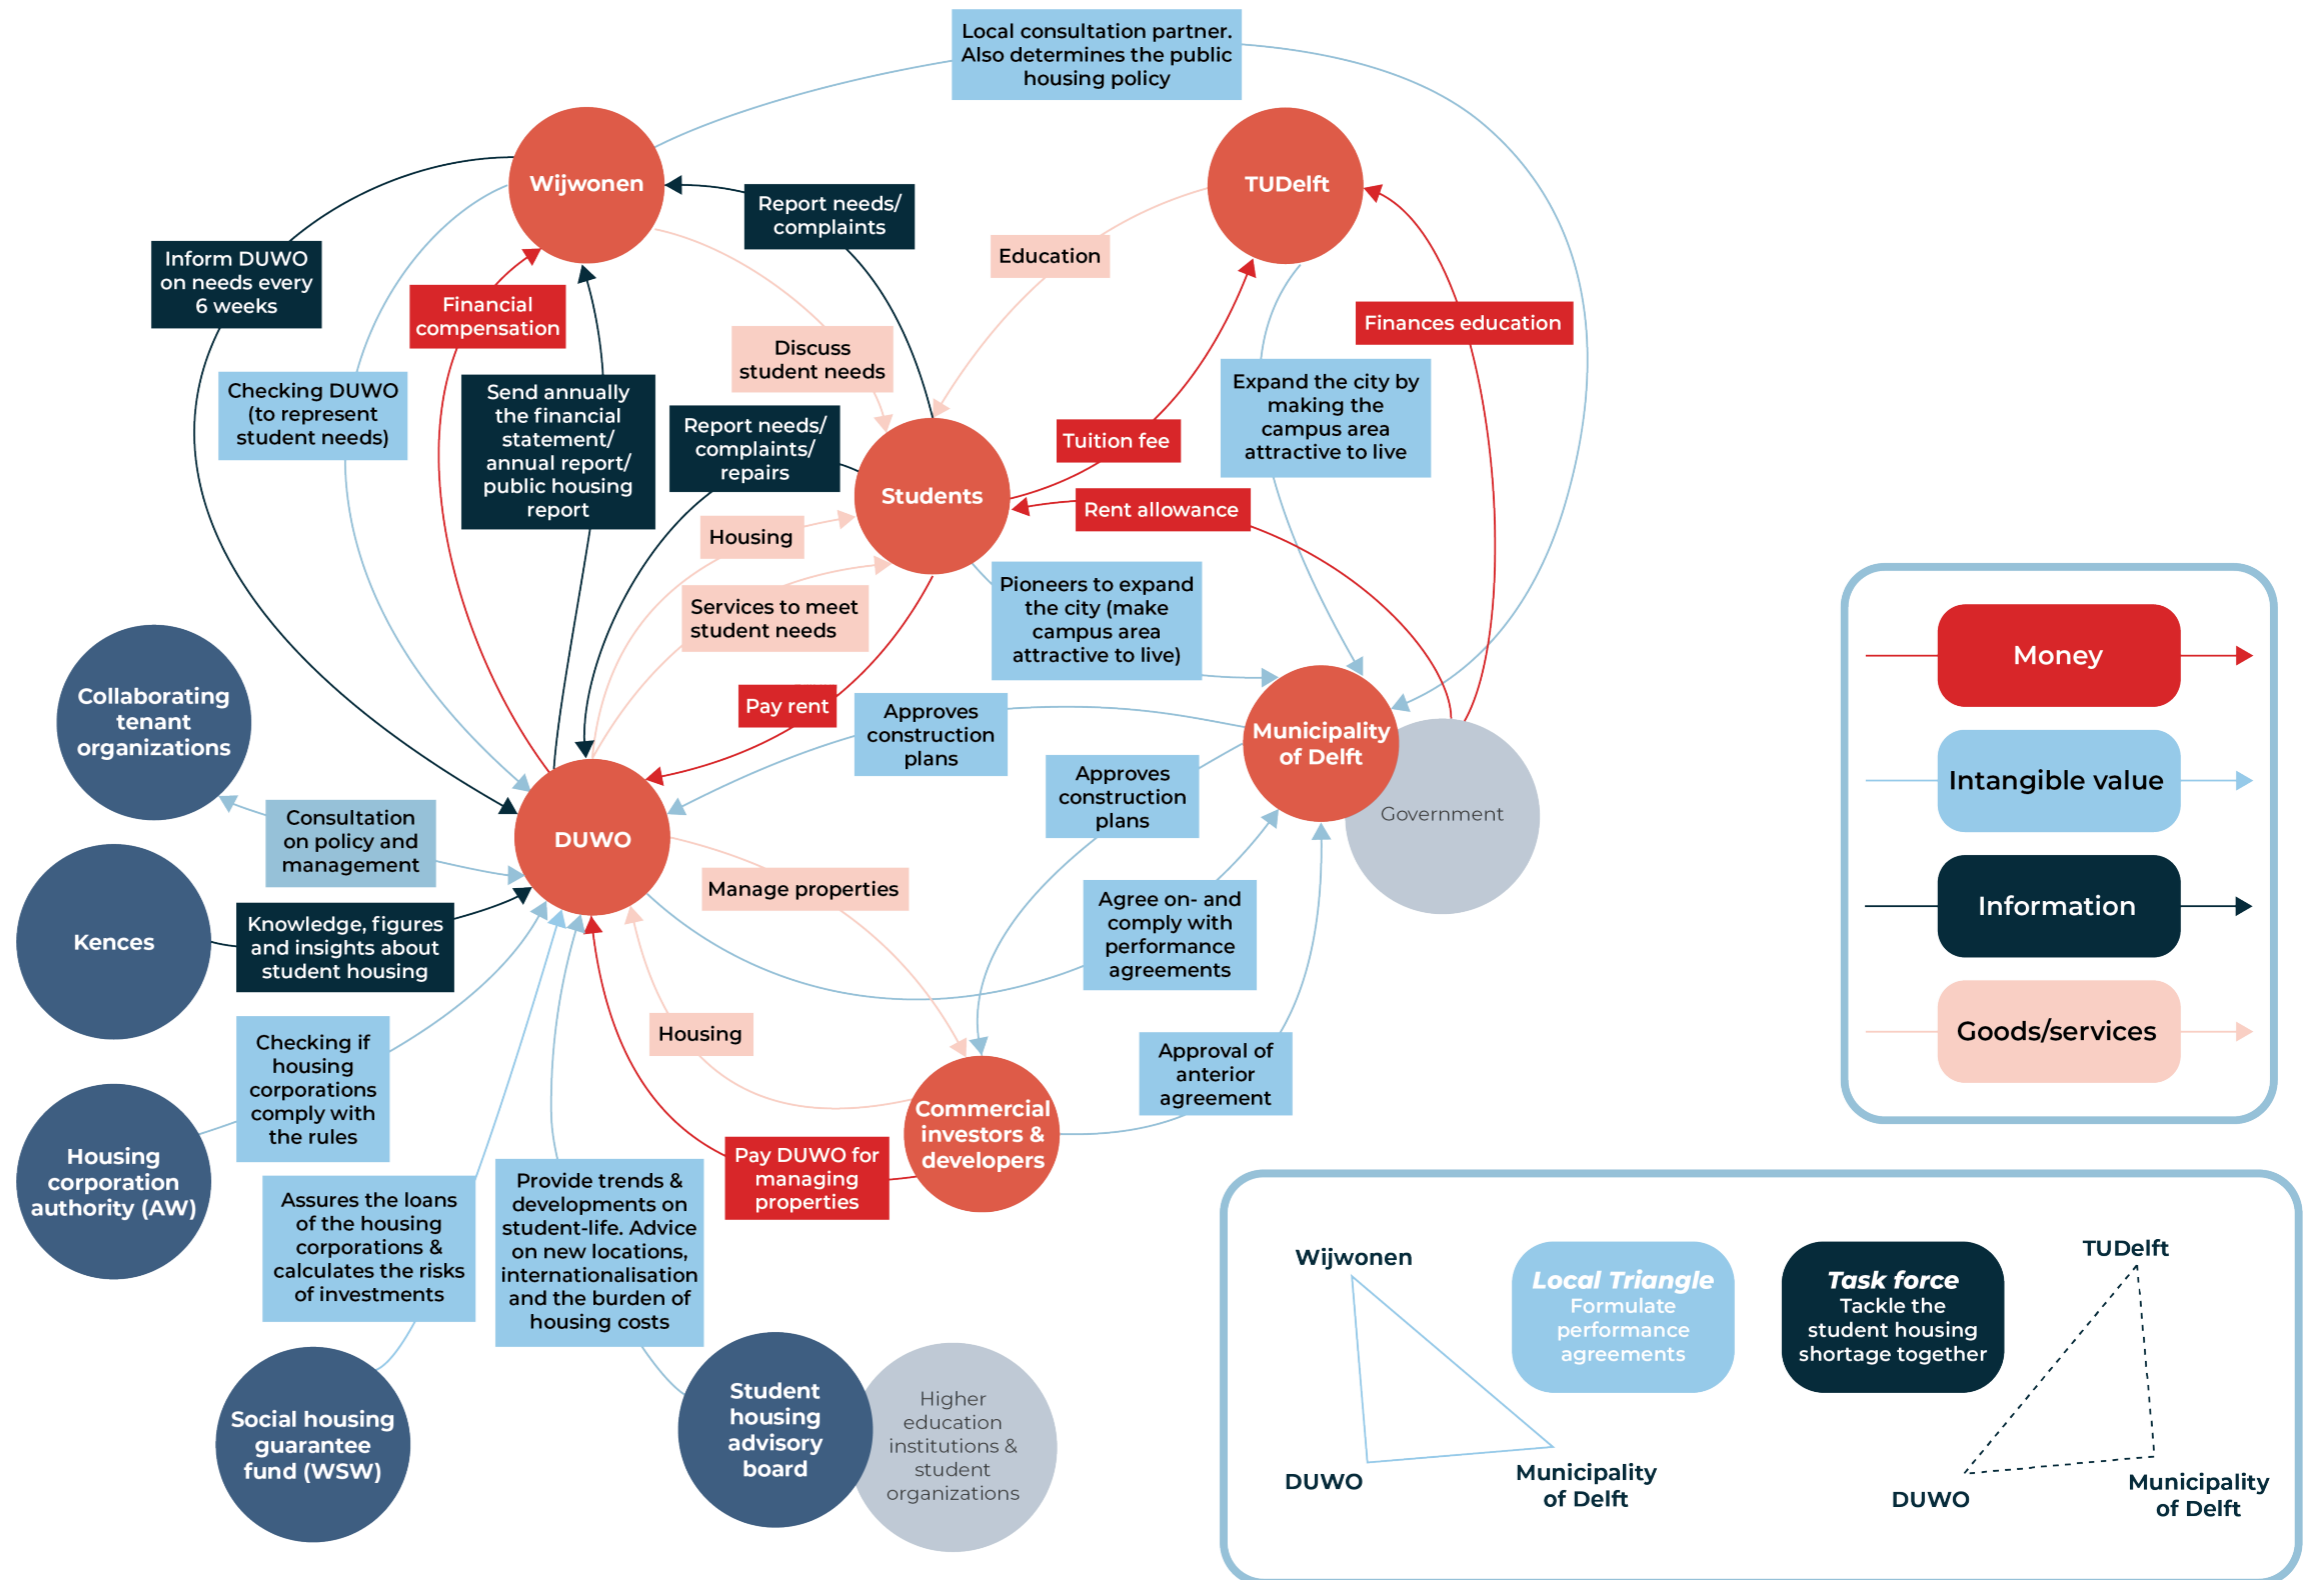 Local consultation partner.
Also determines the public
housing policy
Wijwonen
TUDelft
Report needs/
complaints
Education
Inform DUWO
on needs every
6 weeks
Financial
compensation
Finances education
Discuss
student needs
Checking DUWO
(to represent
student needs)
Send annually
the financial
statement/
annual report/
public housing
report
Expand the city by
making the
campus area
attractive to live
Report needs/
complaints/
repairs
Tuition fee
Students
Rent allowance
Housing
Services to meet
student needs
Pioneers to expand
the city (make
campus area
attractive to live)
Collaborating
tenant
organizations
Pay rent
Approves
construction
plans
Municipality
of Delft
Government
Approves
construction
plans
Consultation
on policy and
management
DUWO
Manage properties
Agree on- and
comply with
performance
agreements
Kences
Knowledge, figures
and insights about
student housing
Housing
Checking if
housing
corporations
comply with
the rules
Approval of
anterior
agreement
Commercial
investors &
developers
Housing
corporation
authority (AW)
Pay DUWO for
managing
properties
Assures the loans
of the housing
corporations &
calculates the risks
of investments
Provide trends &
developments on
student-life. Advice
on new locations,
internationalisation
and the burden of
housing costs
Social housing
guarantee
fund (WSW)
Student
housing
advisory
board
Higher
education
institutions &
student
organizations
Money
Intangible value
Information
Goods/services
Wijwonen
Local Triangle
Formulate
performance
agreements
DUWO
Municipality
of Delft
Task force
Tackle the
student housing
shortage together
TUDelft
DUWO
Municipality
of Delft